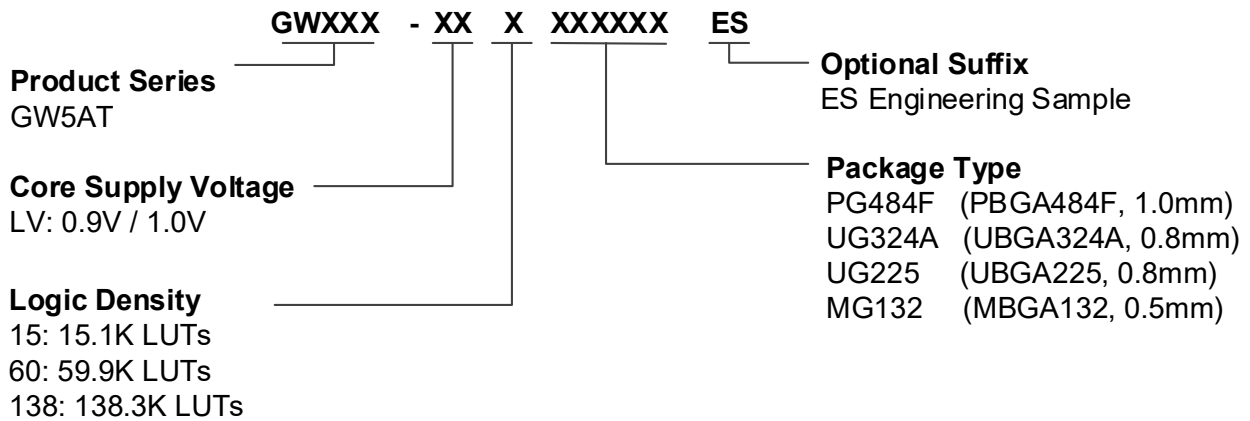 GWXXX - XX X XXXXXX ES
Product Series
GW5AT
Core Supply Voltage
LV: 0.9V / 1.0V
Logic Density
15: 15.1K LUTs
60: 59.9K LUTs
138: 138.3K LUTs
Optional Suffix
ES Engineering Sample
Package Type
PG484F (PBGA484F, 1.0mm)
UG324A (UBGA324A, 0.8mm)
UG225 (UBGA225, 0.8mm)
MG132 (MBGA132, 0.5mm)